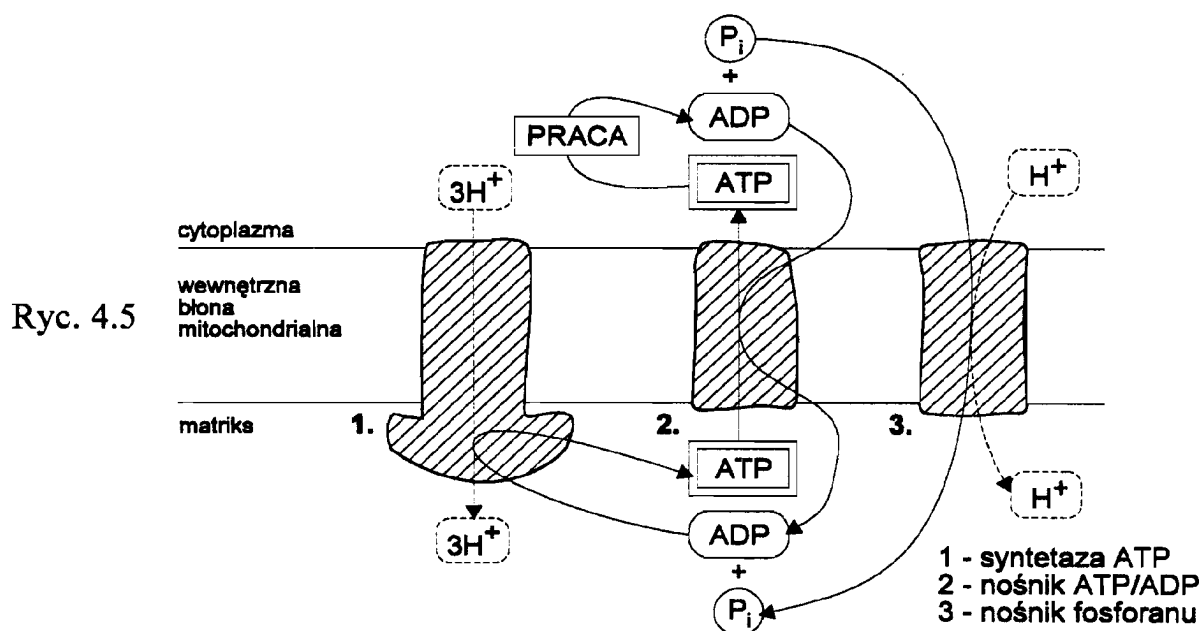 Pi
+
ADP
PRACA
ATP
3H+
H+
cytoplazma
wewnętrzna
błona
mitochondrialna
Ryc. 4.5
matriks
1.
2.
3.
ATP
ADP
3H+
H+
+
Pi
1 - syntetaza ATP
2 - nośnik ATP/ADP
3 - nośnik fosforanu